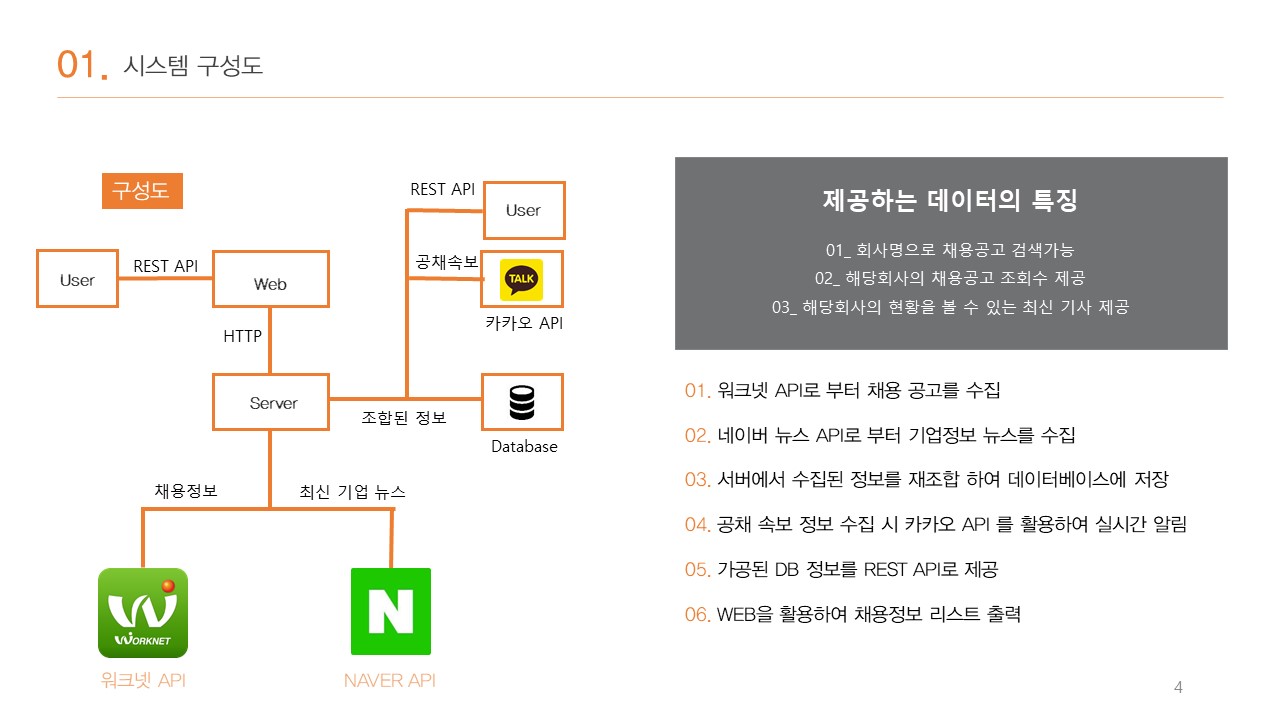 01. 시스템 구성도
구성도
REST API
User
공채속보
TALK
카카오 API
User
REST API
Web
HTTP
Server
조합된 정보
Database
채용정보
최신 기업 뉴스
WORKNET
N
워크넷 API
NAVER API
제공하는 데이터의 특징
01_ 회사명으로 채용공고 검색가능
02_ 해당회사의 채용공고 조회수 제공
03_ 해당회사의 현황을 볼 수 있는 최신 기사 제공
01. 워크넷 API로 부터 채용 공고를 수집
02. 네이버 뉴스 API로 부터 기업정보 뉴스를 수집
03. 서버에서 수집된 정보를 재조합 하여 데이터베이스에 저장
04. 공채 속보 정보 수집 시 카카오 API 를 활용하여 실시간 알림
05. 가공된 DB 정보를 REST API로 제공
06. WEB을 활용하여 채용정보 리스트 출력
4